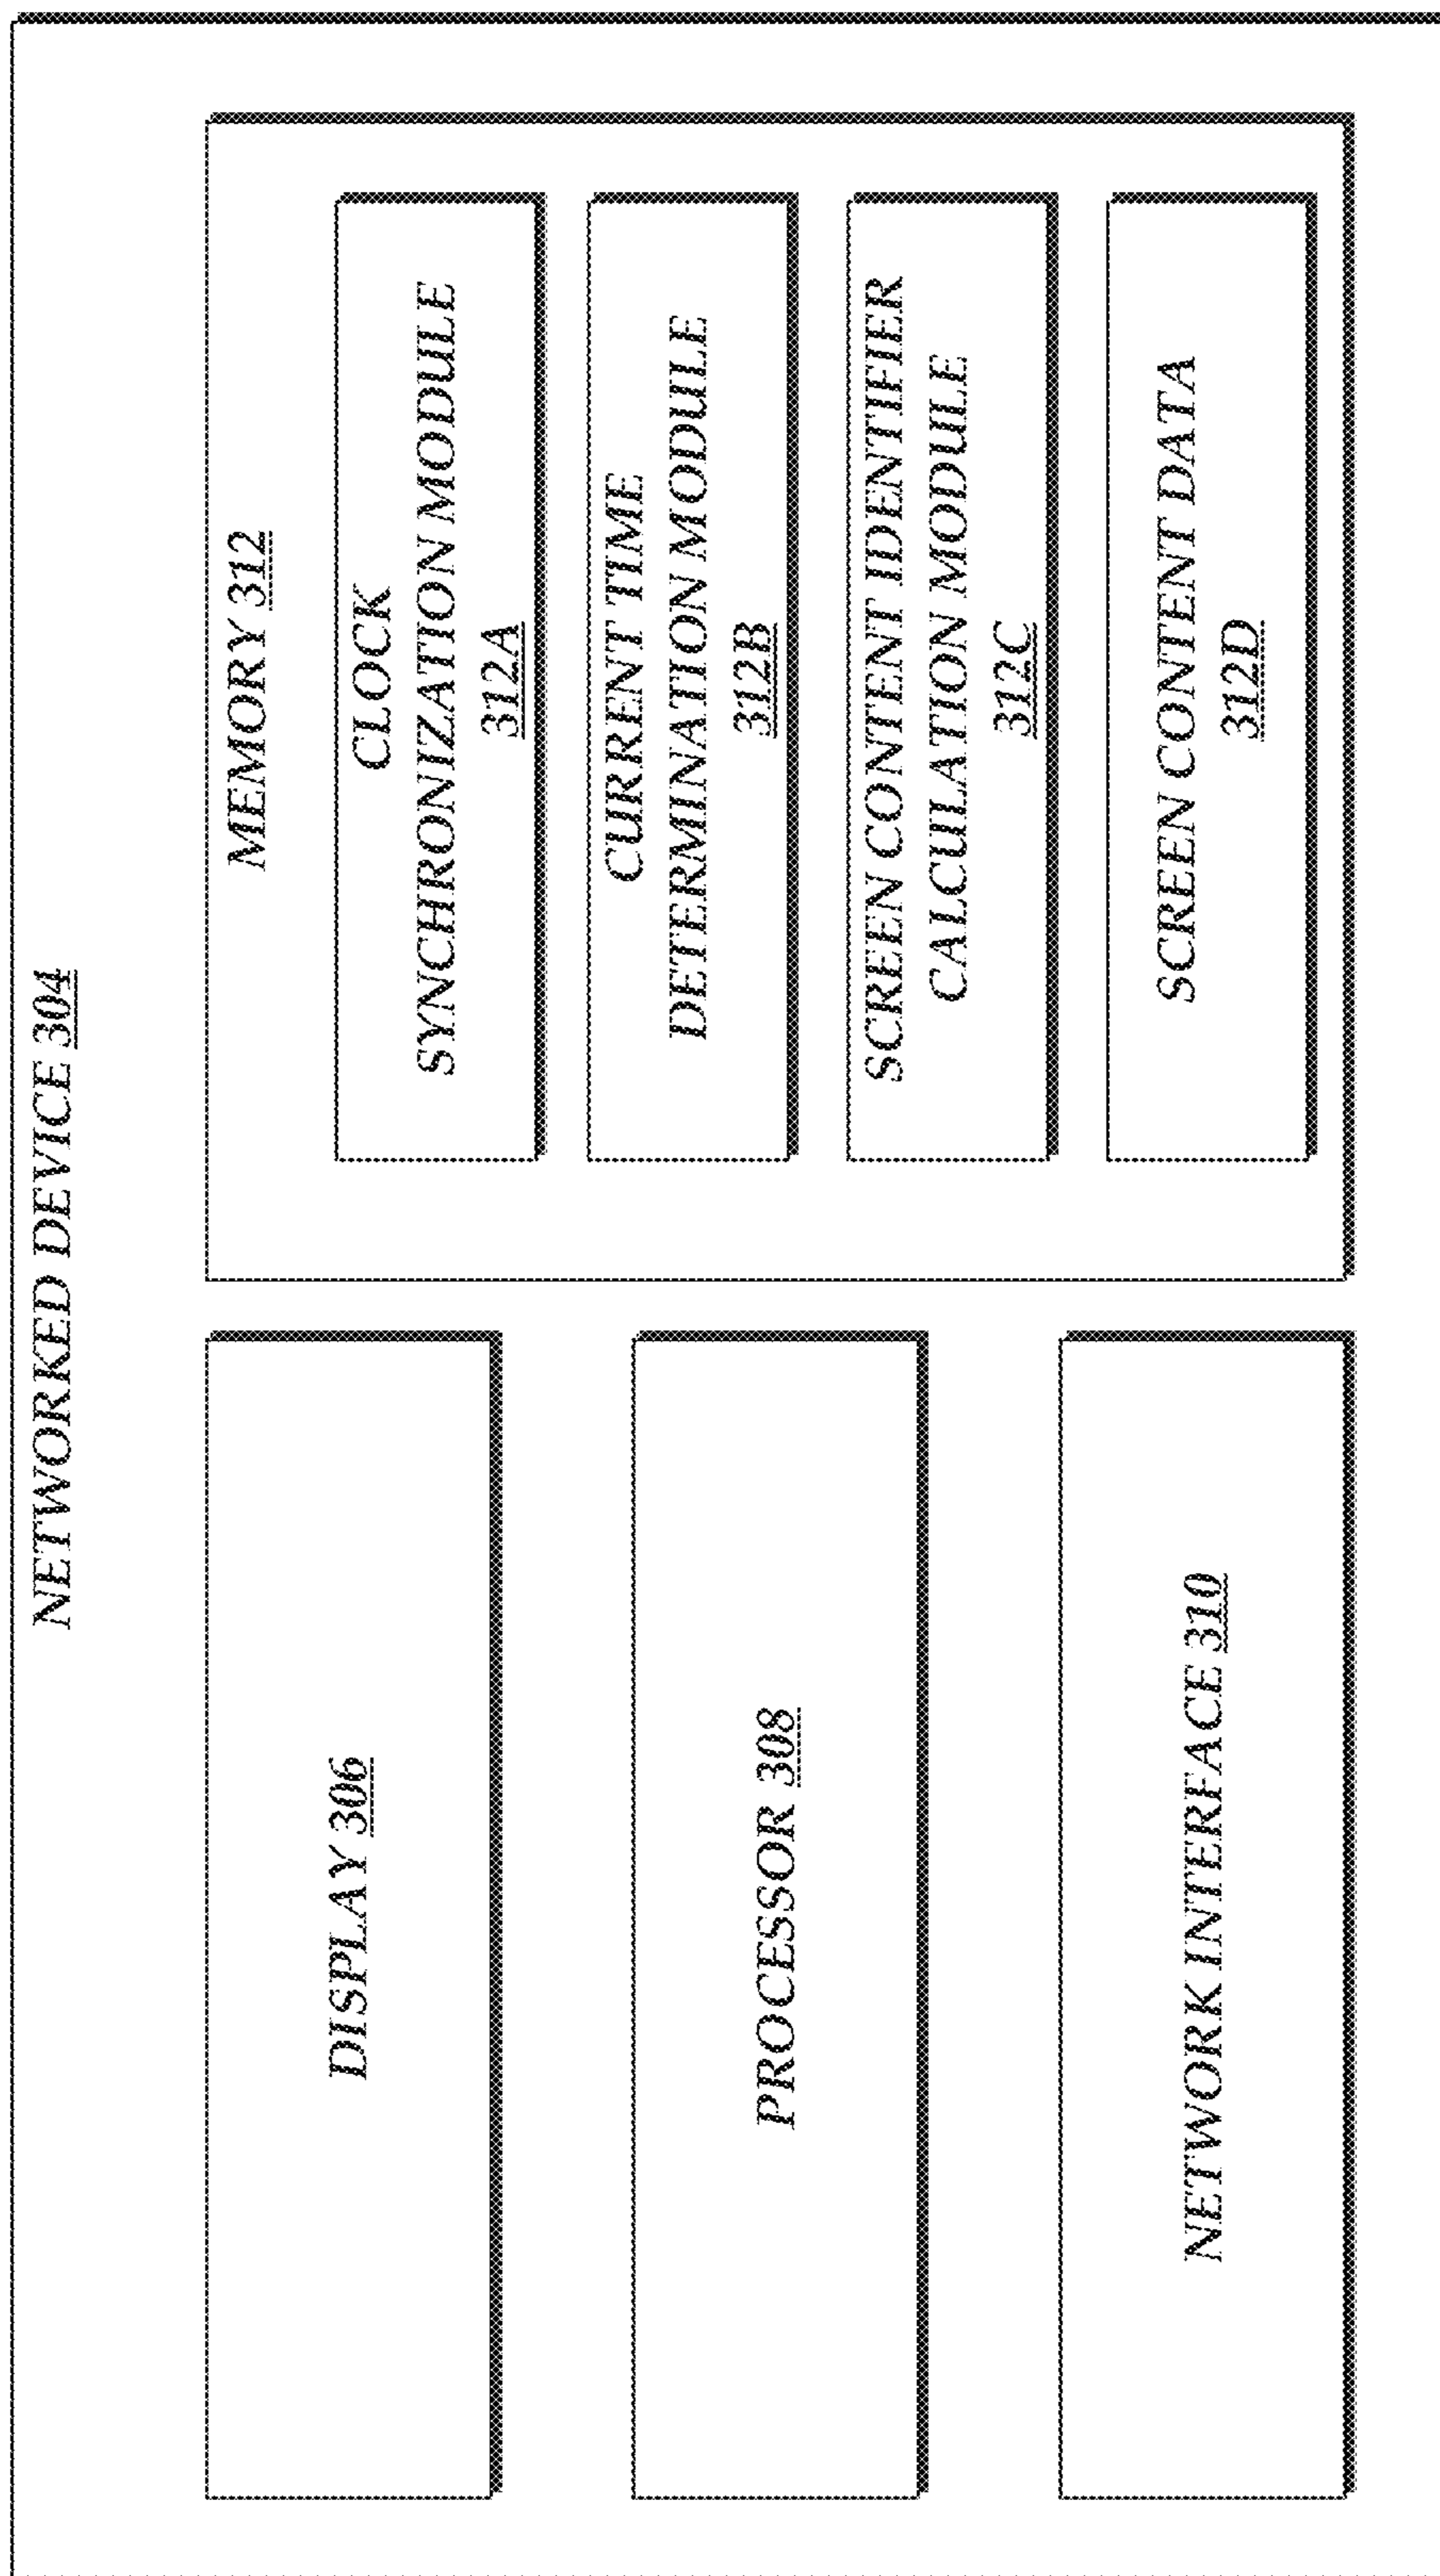 NETWORKED DEVICE 304
DISPLAY 306
PROCESSOR 308
NETWORK INTERFACE 310
MEMORY 312
CLOCK
SYNCHRONIZATION MODULE
312A
CURRENT TIME
DETERMINATION MODULE
312B
SCREEN CONTENT IDENTIFIER
CALCULATION MODULE
312C
SCREEN CONTENT DATA
312D